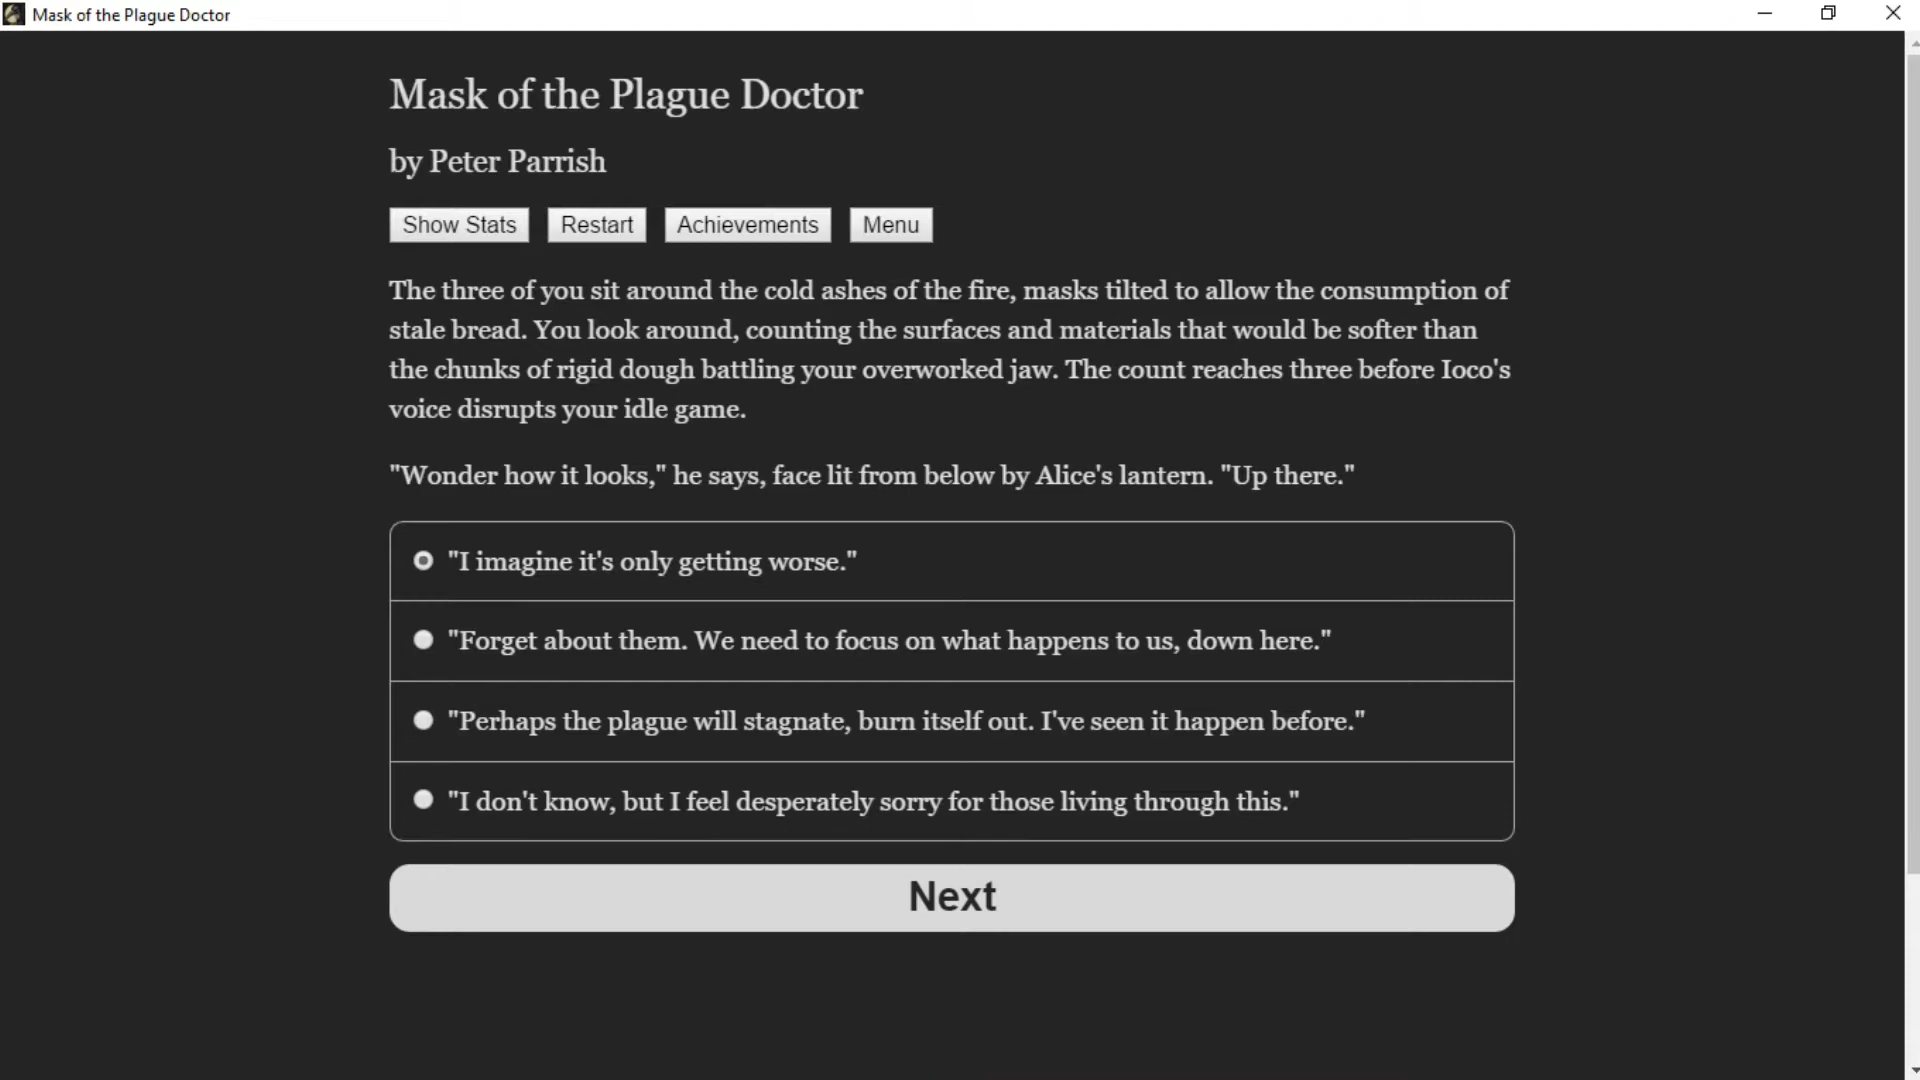 Mask of the Plague Doctor
Mask of the Plague Doctor
by Peter Parrish
Show Stats Restart Achievements Menu
The three of you sit around the cold ashes of the fire, masks tilted to allow the consumption of
stale bread. You look around, counting the surfaces and materials that would be softer than
the chunks of rigid dough battling your overworked jaw. The count reaches three before Ioco's
voice disrupts your idle game.
"Wonder how it looks," he says, face lit from below by Alice's lantern. "Up there."
"I imagine it's only getting worse."
"Forget about them. We need to focus on what happens to us, down here."
"Perhaps the plague will stagnate, burn itself out. I've seen it happen before."
"I don't know, but I feel desperately sorry for those living through this."
Next